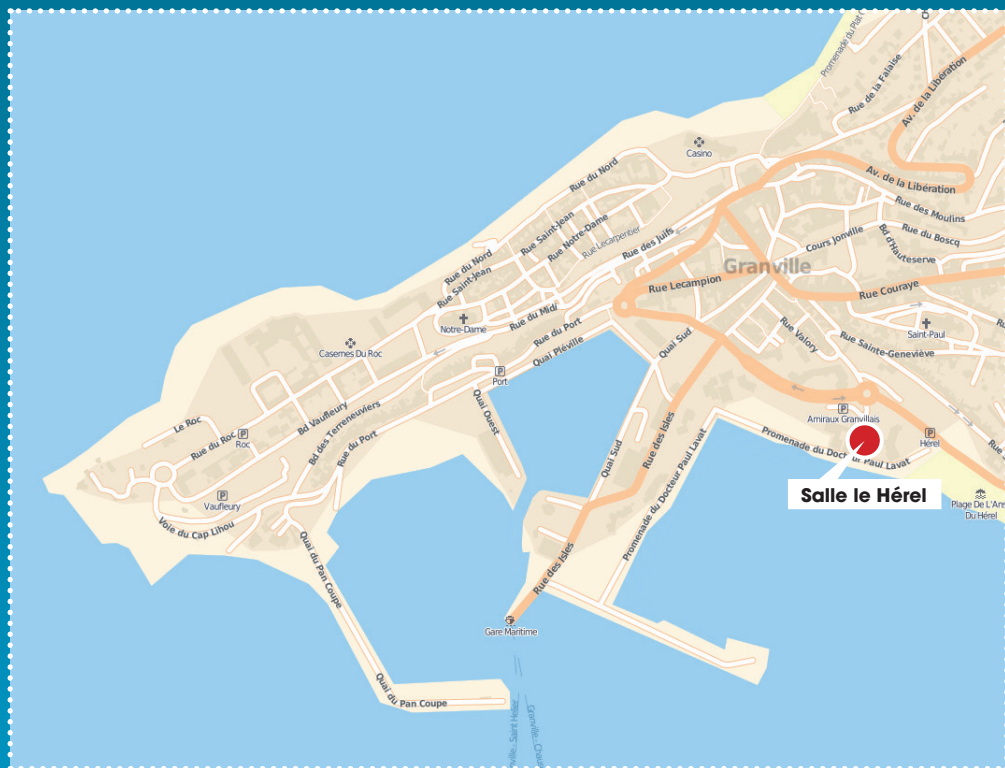 Promenade du Plat
Rue de la Falaise
Av. de la Libération
Casino
Rue du Nord
Av. de la Libération
Rue des Moulins
Rue du Boscq
Bd d'Hauteserve
Cours Jonville
Rue Saint-Jean
Rue Notre-Dame
Rue Lecarpentier
Rue des Juifs
Rue du Nord
Rue Saint-Jean
Granville
Rue Lecampion
Rue Couraye
Notre-Dame
Rue du Midi
Rue du Port
Quai Pléville
Quai Sud
Rue Valory
Saint-Paul
Rue Sainte-Geneviève
Casernes Du Roc
P
Port
Quai Ouest
Le Roc
Rue du Roc
P
Roc
Bd Vaufleury
Bd des Terreneuviers
Rue du Port
P
Vaufleury
Voie du Cap Lihou
Quai Sud
Rue des Isles
Promenade du Docteur Paul Lavat
P
Amiraux Granvillais
P
Hérel
Promenade du Docteur Paul Lavat
Salle le Hérel
Plage De L'Ans
Du Hérel
Quai du Pan Coupe
Rue des Isles
Gare Maritime
Quai du Pan Coupe